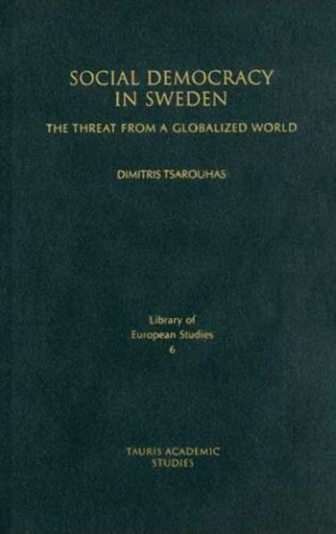 SOCIAL DEMOCRACY
IN SWEDEN
THE THREAT FROM A GLOBALIZED WORLD
DIMITRIS TSAROUHAS
Library of
European Studies
6
TAURIS ACADEMIC
STUDIES